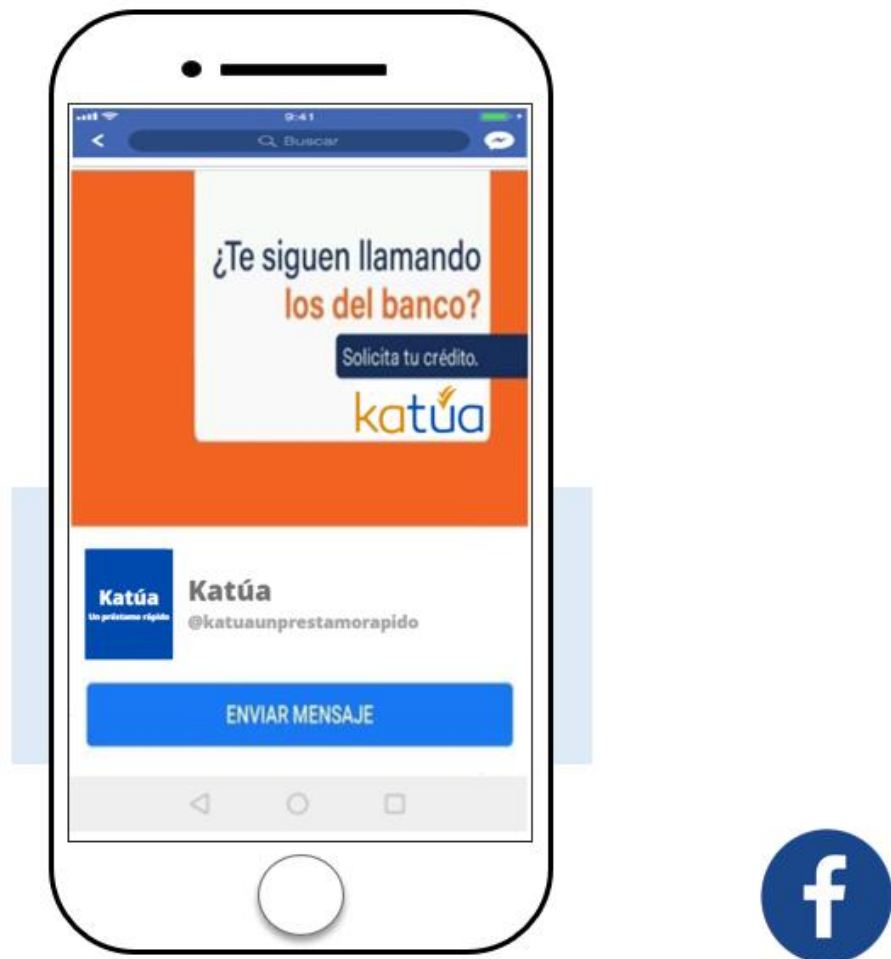 9:41
Buscar
¿Te siguen llamando
los del banco?
Solicita tu crédito.
katúa
Katúa
Un préstamo rápido
Katúa
@katuaunprestamorapido
ENVIAR MENSAJE
f